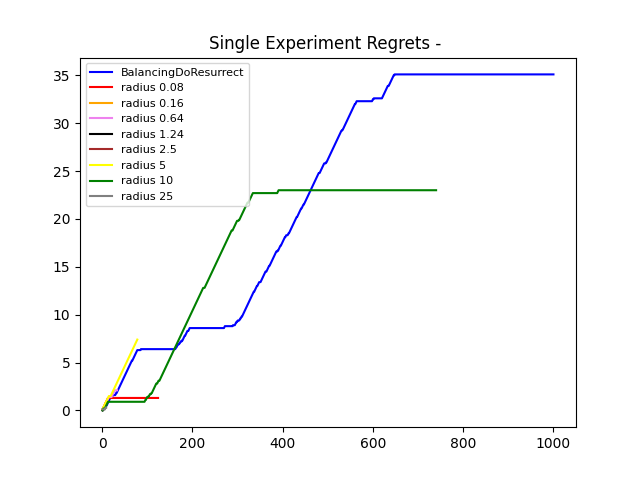 Single Experiment Regrets -
35
30
25
20
15
10
5
0
BalancingDoResurrect
radius 0.08
radius 0.16
radius 0.64
radius 1.24
radius 2.5
radius 5
radius 10
radius 25
0 200 400 600 800 1000